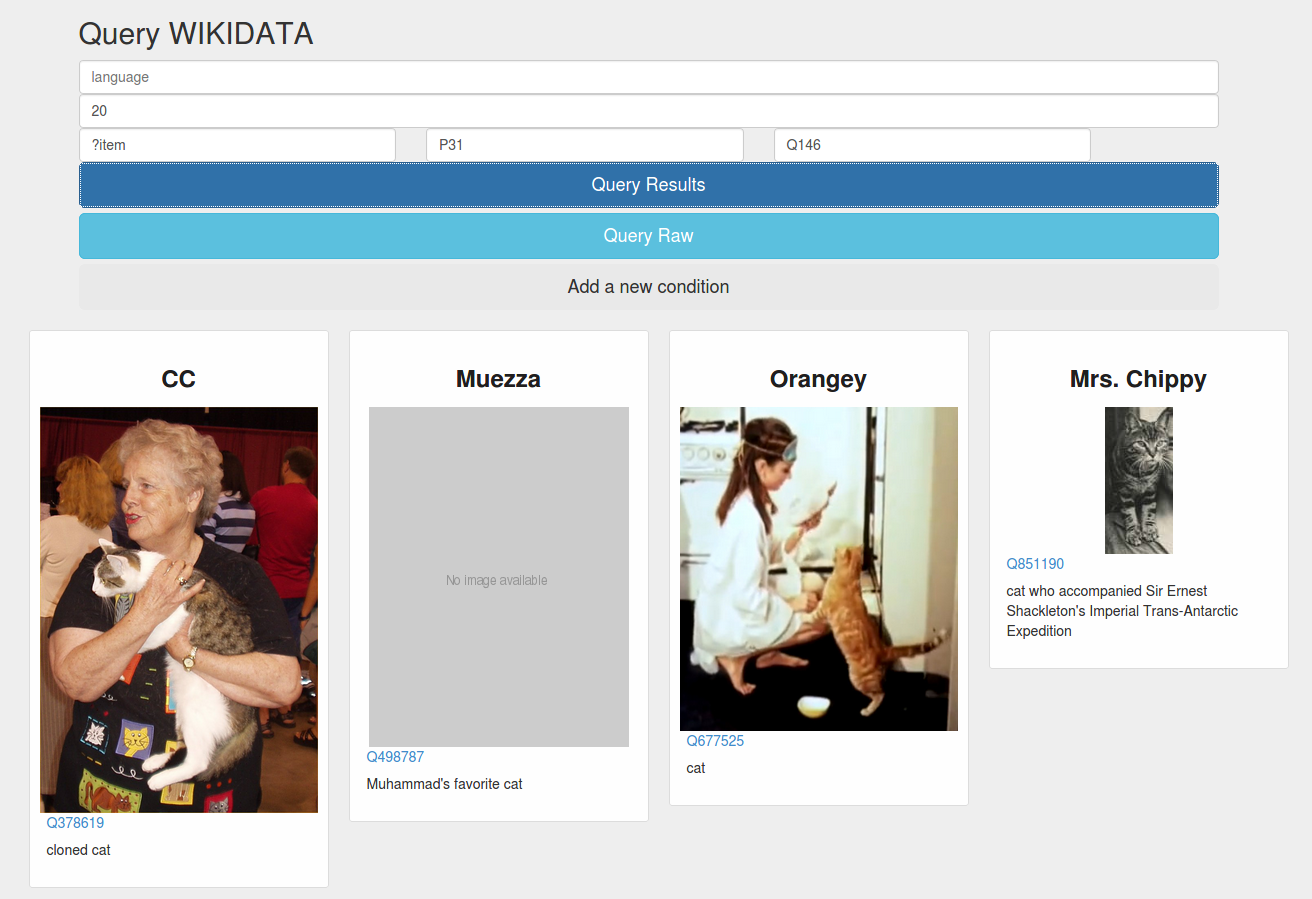 Query WIKIDATA
language
20
?item P31 Q146
Query Results
Query Raw
Add a new condition
CC
Q378619
cloned cat
Muezza
No image available
Q498787
Muhammad's favorite cat
Orangey
Q677525
cat
Mrs. Chippy
Q851190
cat who accompanied Sir Ernest
Shackleton's Imperial Trans-Antarctic
Expedition